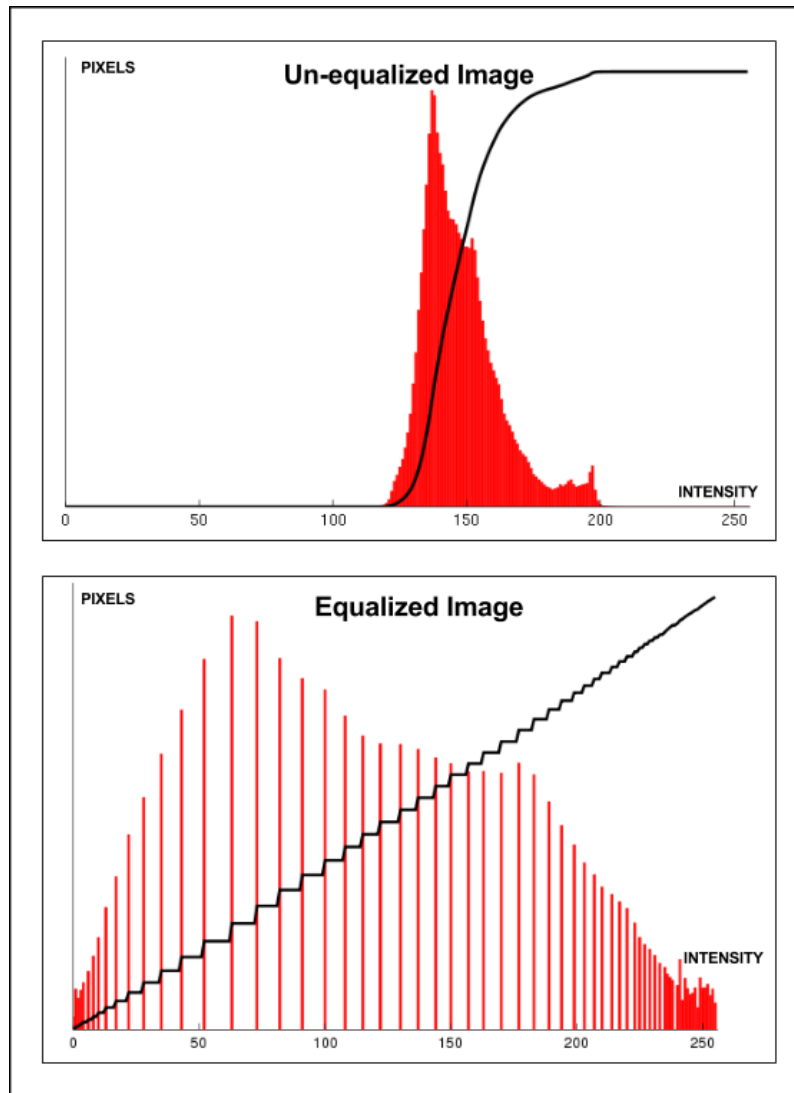 PIXELS
Un-equalized Image
INTENSITY
0 50 100 150 200 250
PIXELS
Equalized Image
INTENSITY
0 50 100 150 200 250